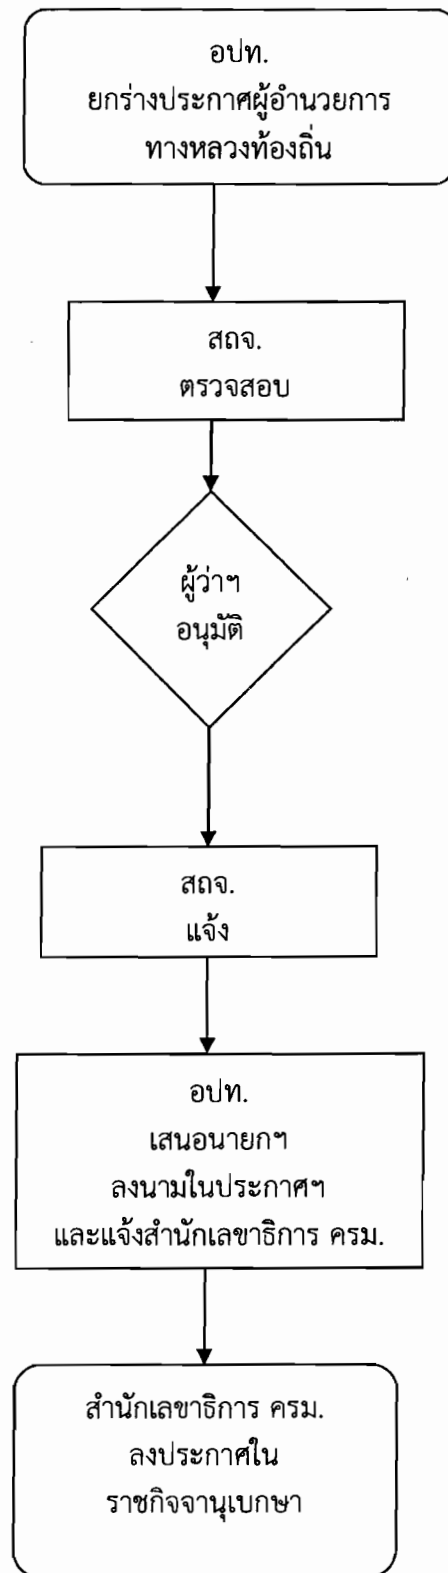 อปท.
ยกร่างประกาศผู้อำนวยการ
ทางหลวงท้องถิ่น
สถจ.
ตรวจสอบ
ผู้ว่าฯ
อนุมัติ
สถจ.
แจ้ง
อปท.
เสนอนายกฯ
ลงนามในประกาศฯ
และแจ้งสำนักเลขาธิการ ครม.
สำนักเลขาธิการ ครม.
ลงประกาศใน
ราชกิจจานุเบกษา